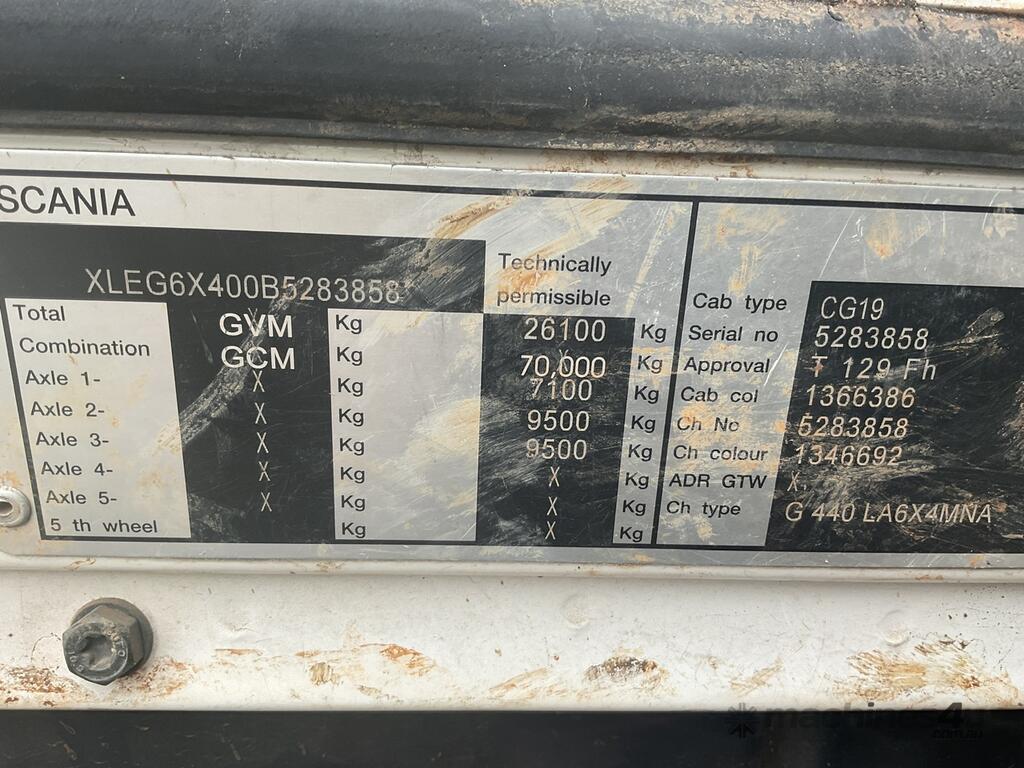 SCANIA
XLEG6X400B5283858
Technically
permissible
Total GVM Kg 26100 Kg
Combination GCM Kg 70,000 Kg
Axle 1- X Kg 7100 Kg
Axle 2- X Kg 9500 Kg
Axle 3- X Kg 9500 Kg
Axle 4- X Kg X Kg
Axle 5- X Kg X Kg
5 th wheel Kg X Kg
Cab type CG19
Serial no 5283858
Approval T 129 Fh
Cab col 1366386
Ch No 5283858
Ch colour 1346692
ADR GTW X
Ch type G 440 LA6X4MNA
machines4u
.com.au